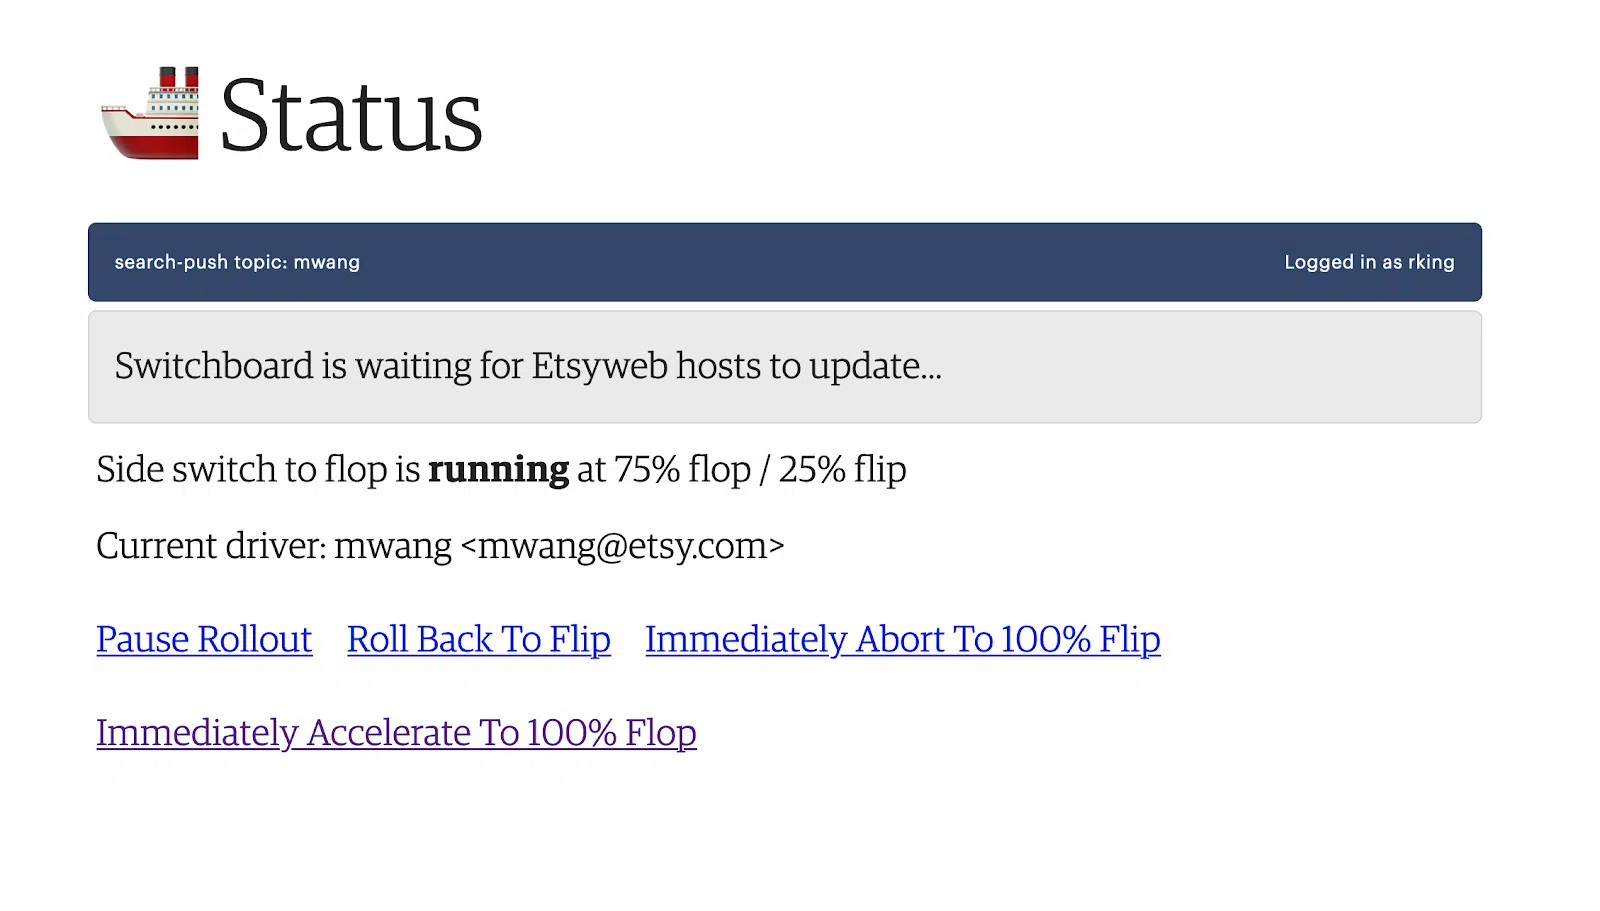 Status
search-push topic: mwang
Logged in as rking
Switchboard is waiting for Etsyweb hosts to update...
Side switch to flop is running at 75% flop / 25% flip
Current driver: mwang <mwang@etsy.com>
Pause Rollout Roll Back To Flip Immediately Abort To 100% Flip
Immediately Accelerate To 100% Flop